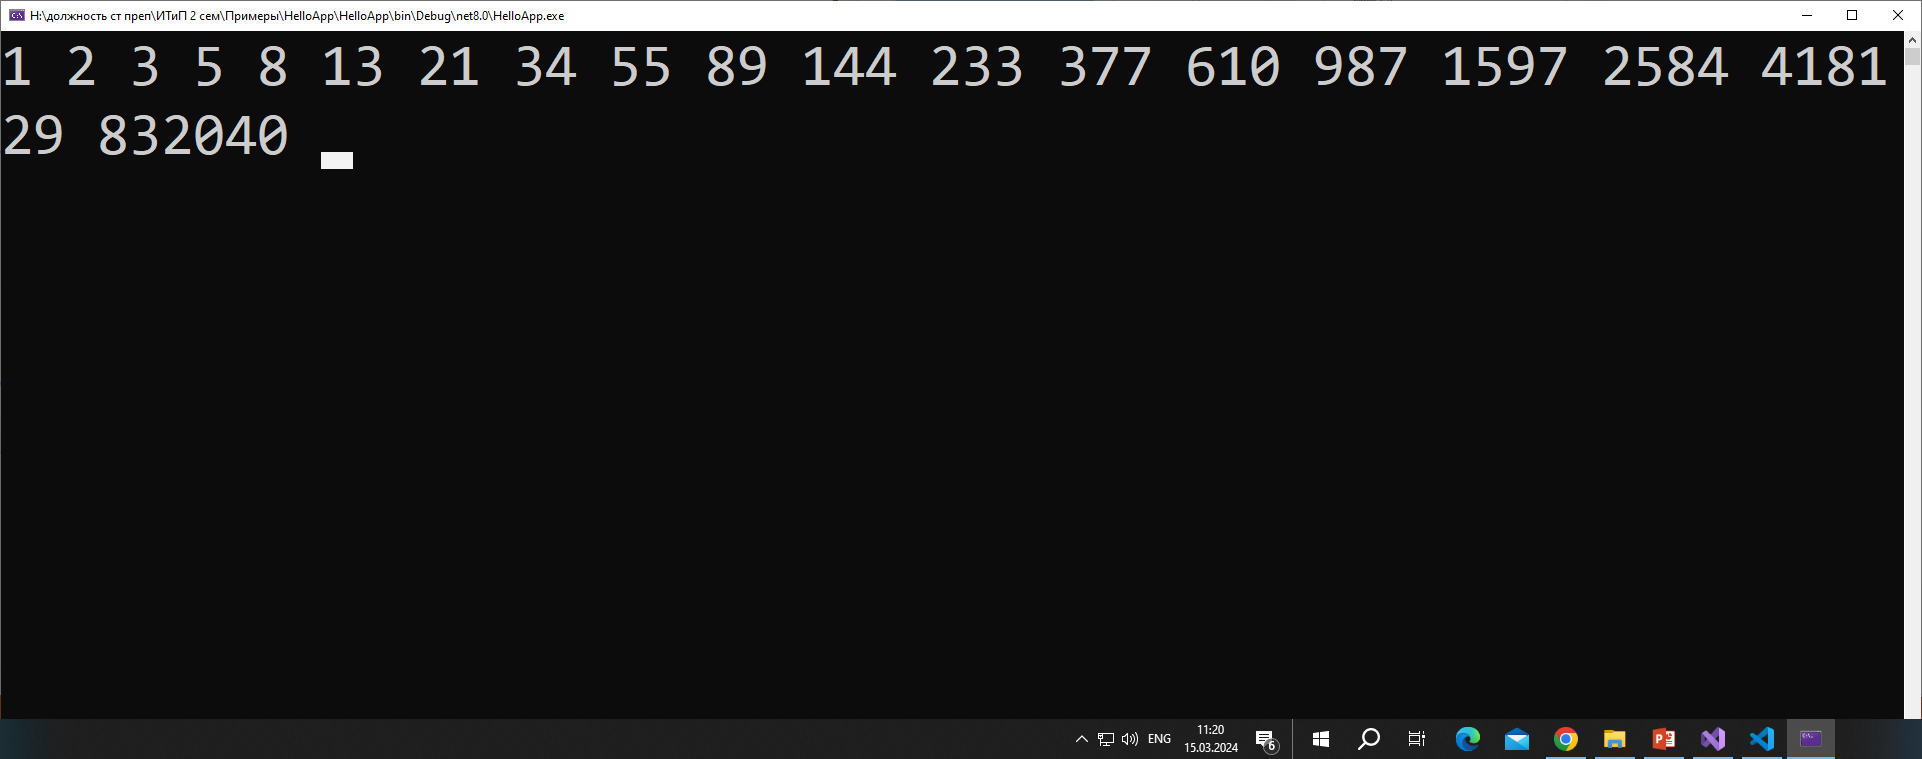 H:\должность ст преп\ИТиП 2 сем\Примеры\HelloApp\HelloApp\bin\Debug\net8.0\HelloApp.exe
1 2 3 5 8 13 21 34 55 89 144 233 377 610 987 1597 2584 4181
29 832040
ENG
11:20
15.03.2024
6